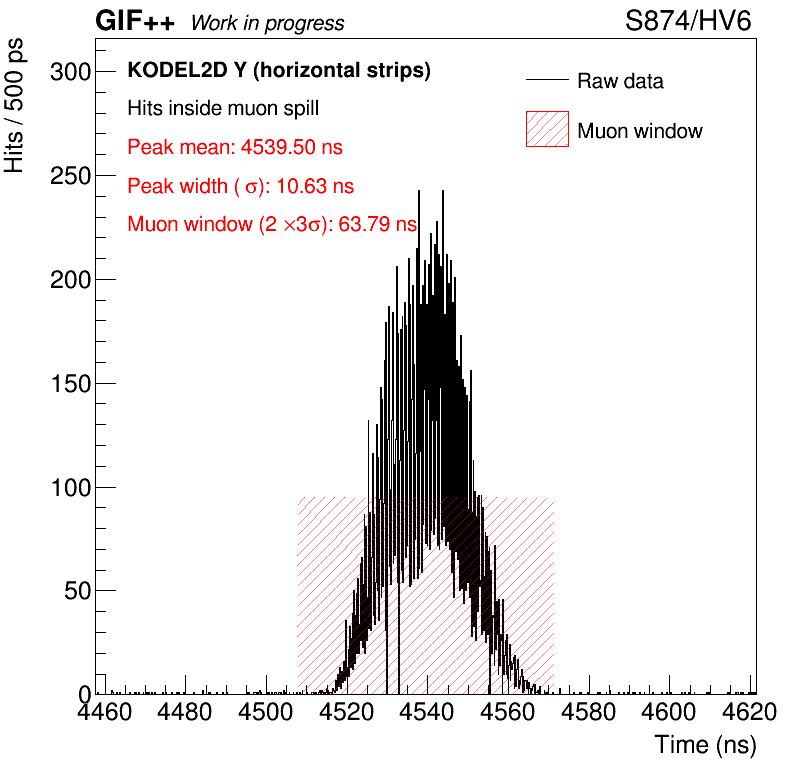 GIF++ Work in progress S874/HV6
Hits / 500 ps
KODEL2D Y (horizontal strips)
Hits inside muon spill
Peak mean: 4539.50 ns
Peak width ( σ): 10.63 ns
Muon window (2 ×3σ): 63.79 ns
Raw data
Muon window
300
250
200
150
100
50
0
4460 4480 4500 4520 4540 4560 4580 4600 4620
Time (ns)